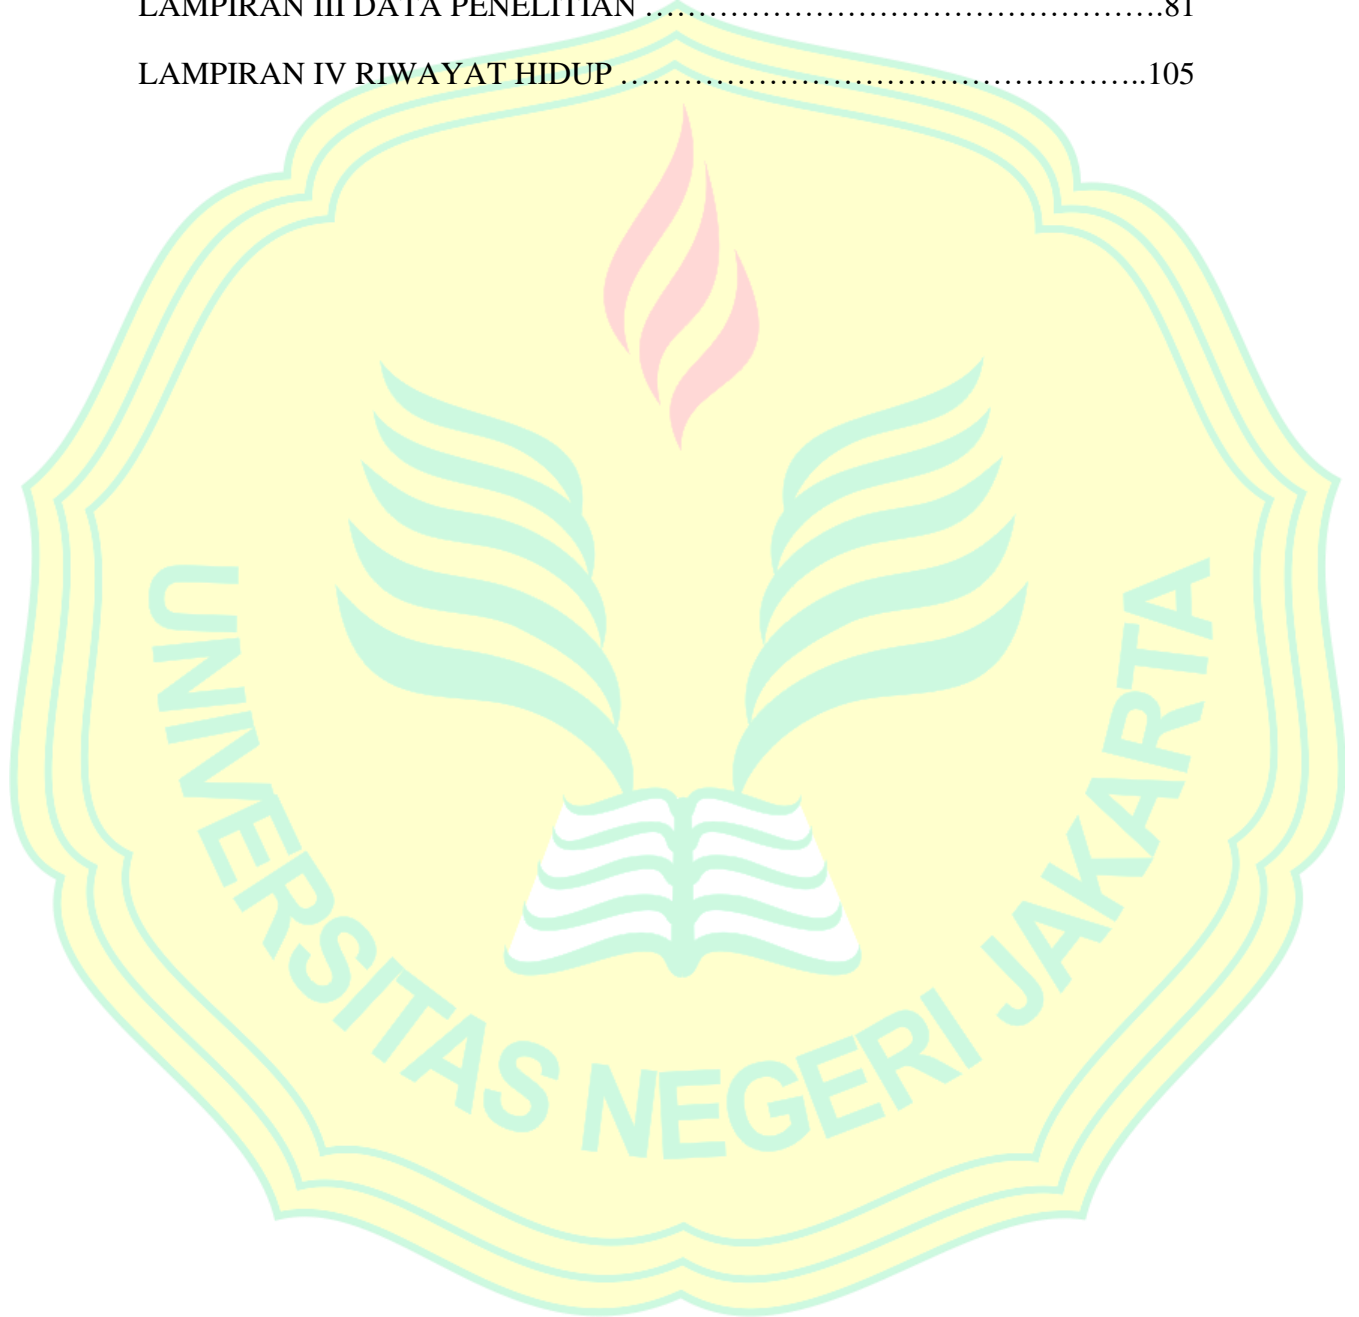 LAMPIRAN III DATA PENELITIAN ………………………………………….81
LAMPIRAN IV RIWAYAT HIDUP …………………………………………..105
UNIVERSITAS NEGERI JAKARTA